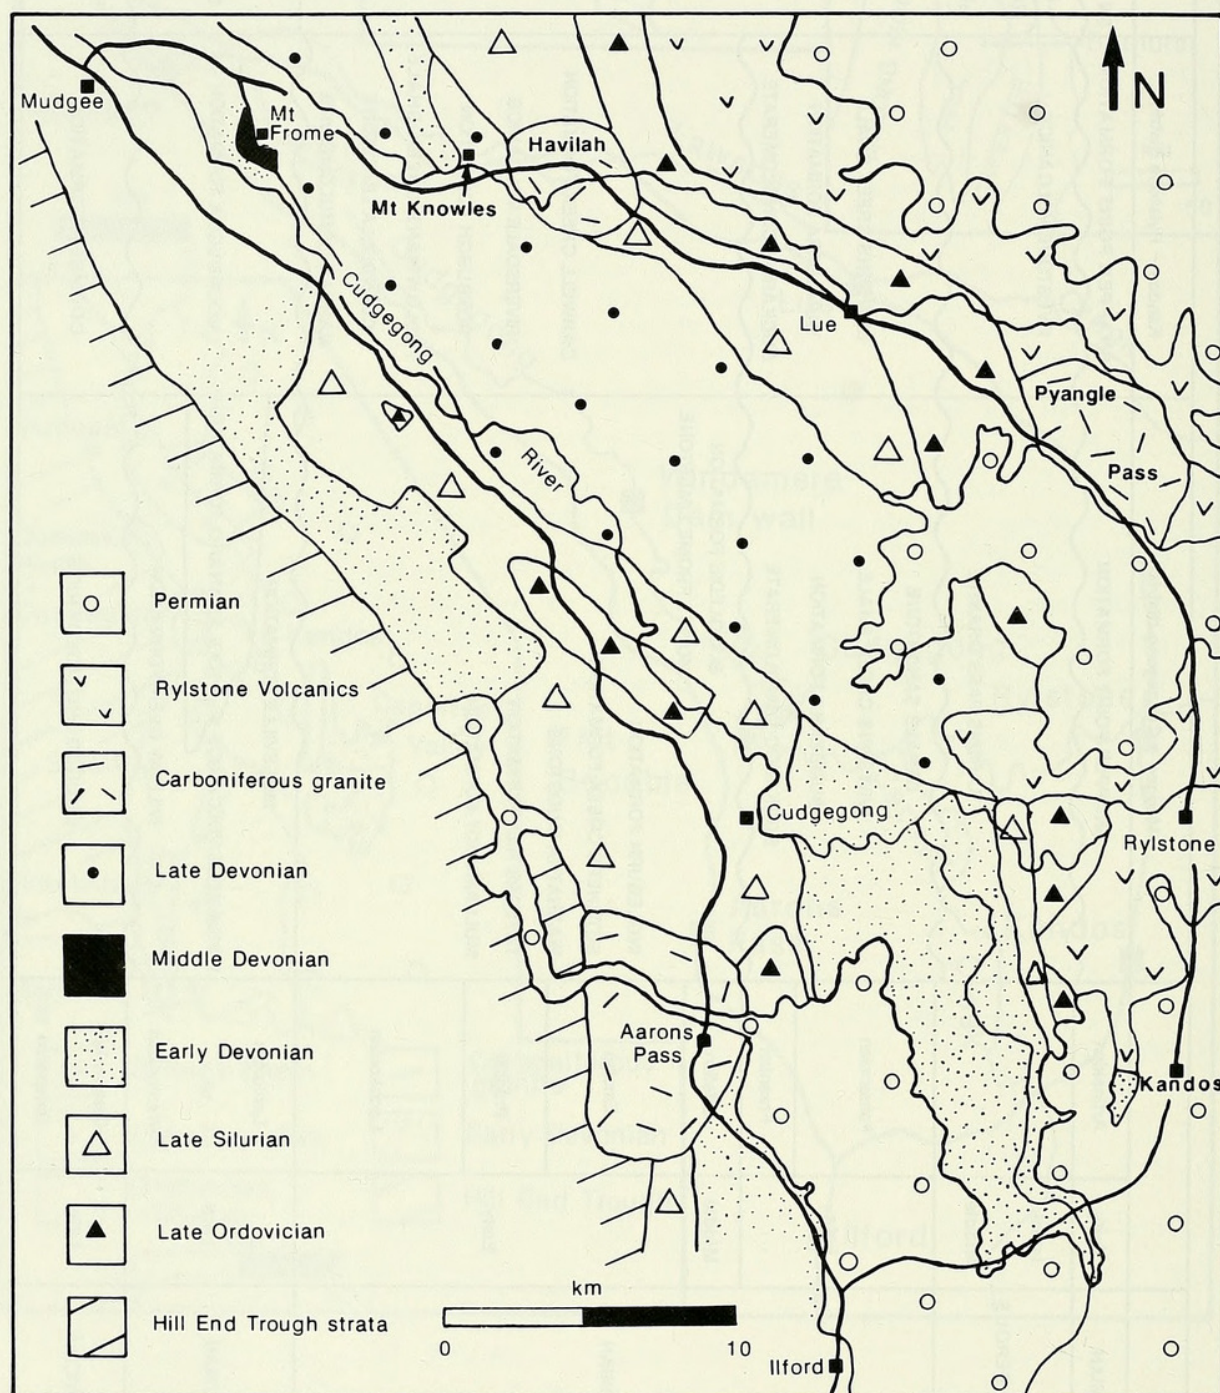 N
Mudgee
Mt
Frome
Havilah
Mt Knowles
Cudgegong
River
Lue
Pyangle
Pass
Cudgegong
Rylstone
Aarons
Pass
Kandos
Ilford
Permian
Rylstone Volcanics
Carboniferous granite
Late Devonian
Middle Devonian
Early Devonian
Late Silurian
Late Ordovician
Hill End Trough strata
km
0
10